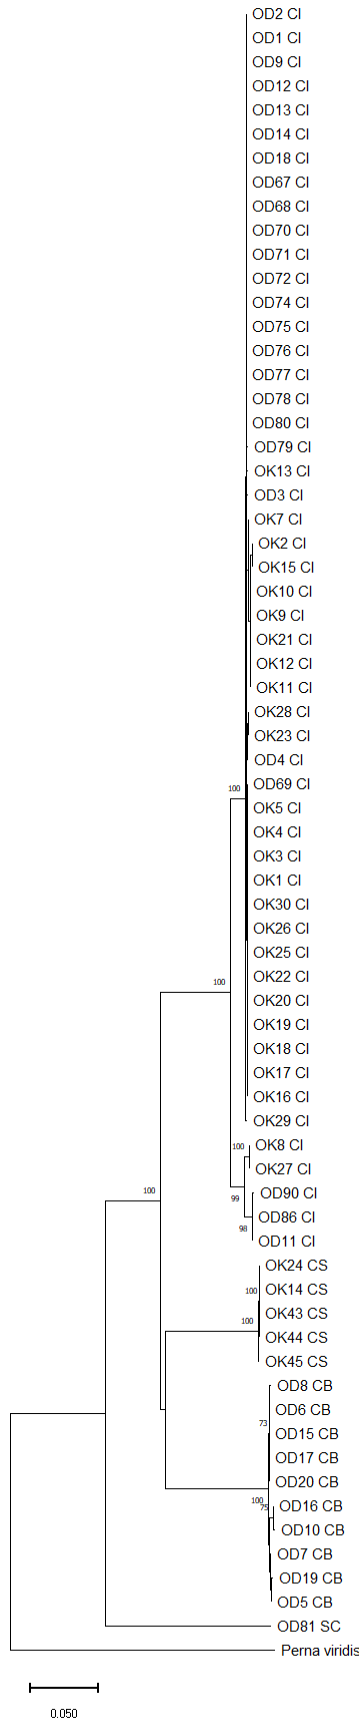 OD2 CI
OD1 CI
OD9 CI
OD12 CI
OD13 CI
OD14 CI
OD18 CI
OD67 CI
OD68 CI
OD70 CI
OD71 CI
OD72 CI
OD74 CI
OD75 CI
OD76 CI
OD77 CI
OD78 CI
OD80 CI
OD79 CI
OK13 CI
OD3 CI
OK7 CI
OK2 CI
OK15 CI
OK10 CI
OK9 CI
OK21 CI
OK12 CI
OK11 CI
OK28 CI
OK23 CI
OD4 CI
OD69 CI
100
OK5 CI
OK4 CI
OK3 CI
OK1 CI
OK30 CI
OK26 CI
OK25 CI
OK22 CI
100
OK20 CI
OK19 CI
OK18 CI
OK17 CI
OK16 CI
OK29 CI
100
OK8 CI
OK27 CI
100
99
OD90 CI
OD86 CI
98
OD11 CI
OK24 CS
100
OK14 CS
OK43 CS
100
OK44 CS
OK45 CS
OD8 CB
OD6 CB
73
OD15 CB
OD17 CB
OD20 CB
100
75
OD16 CB
OD10 CB
OD7 CB
OD19 CB
OD5 CB
OD81 SC
Perna viridis
0.050